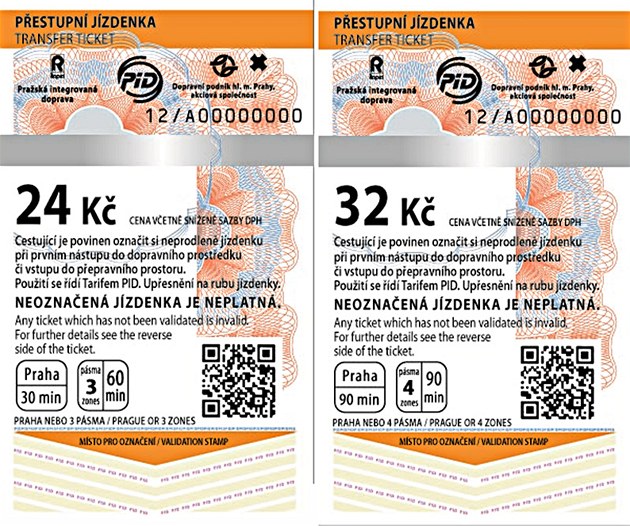 PŘESTUPNÍ JÍZDENKA
TRANSFER TICKET
R
PID
Pražská integrovaná
doprava
Dopravní podnik hl. m. Prahy,
akciová společnost
12/A00000000
24 Kč CENA VČETNĚ SNÍŽENÉ SAZBY DPH
Cestující je povinen označit si neprodleně jízdenku
při prvním nástupu do dopravního prostředku
či vstupu do přepravního prostoru.
Použití se řídí Tarifem PID. Upřesnění na rubu jízdenky.
NEOZNAČENÁ JÍZDENKA JE NEPLATNÁ.
Any ticket which has not been validated is invalid.
For further details see the reverse
side of the ticket.
Praha
30 min
pásma
3
zones
60
min
PRAHA NEBO 3 PÁSMA / PRAGUE OR 3 ZONES
MÍSTO PRO OZNAČENÍ / VALIDATION STAMP
PŘESTUPNÍ JÍZDENKA
TRANSFER TICKET
R
PID
Pražská integrovaná
doprava
Dopravní podnik hl. m. Prahy,
akciová společnost
12/A00000000
32 Kč CENA VČETNĚ SNÍŽENÉ SAZBY DPH
Cestující je povinen označit si neprodleně jízdenku
při prvním nástupu do dopravního prostředku
či vstupu do přepravního prostoru.
Použití se řídí Tarifem PID. Upřesnění na rubu jízdenky.
NEOZNAČENÁ JÍZDENKA JE NEPLATNÁ.
Any ticket which has not been validated is invalid.
For further details see the reverse
side of the ticket.
Praha
90 min
pásma
4
zones
90
min
PRAHA NEBO 4 PÁSMA / PRAGUE OR 4 ZONES
MÍSTO PRO OZNAČENÍ / VALIDATION STAMP